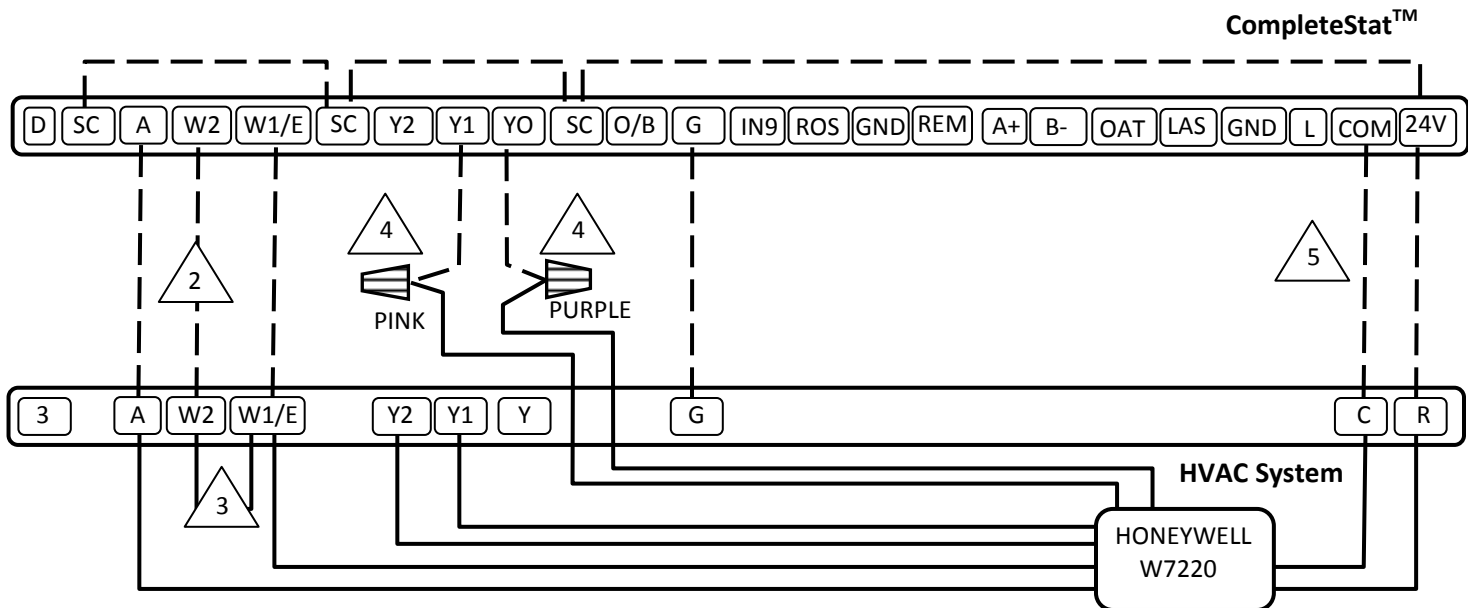 CompleteStat™
D SC A W2 W1/E SC Y2 Y1 YO SC O/B G IN9 ROS GND REM A+ B- OAT LAS GND L COM 24V
4 4
2 5
PINK PURPLE
3 A W2 W1/E Y2 Y1 Y G C R
HVAC System
3
HONEYWELL
W7220